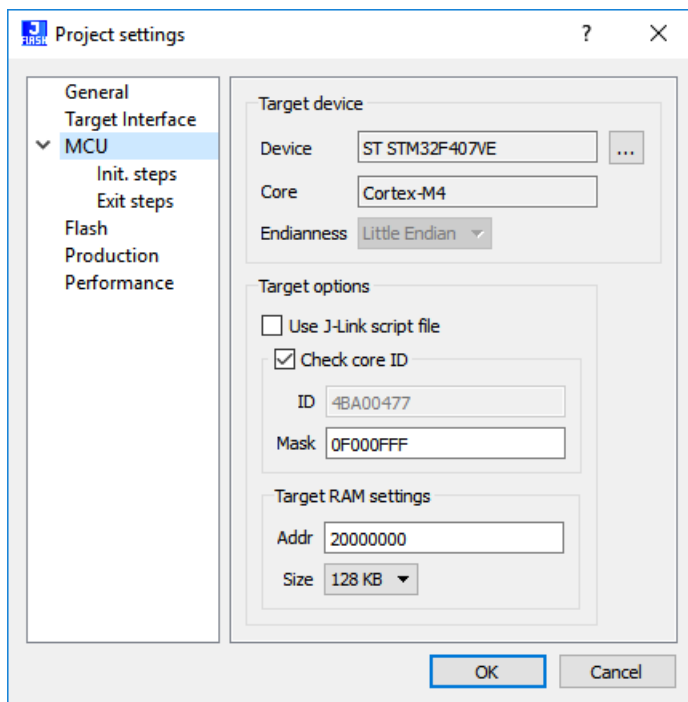 J
FLASH
Project settings
?
General
Target Interface
MCU
Init. steps
Exit steps
Flash
Production
Performance
Target device
Device ST STM32F407VE ...
Core Cortex-M4
Endianness Little Endian
Target options
Use J-Link script file
Check core ID
ID 4BA00477
Mask 0F000FFF
Target RAM settings
Addr 20000000
Size 128 KB
OK Cancel